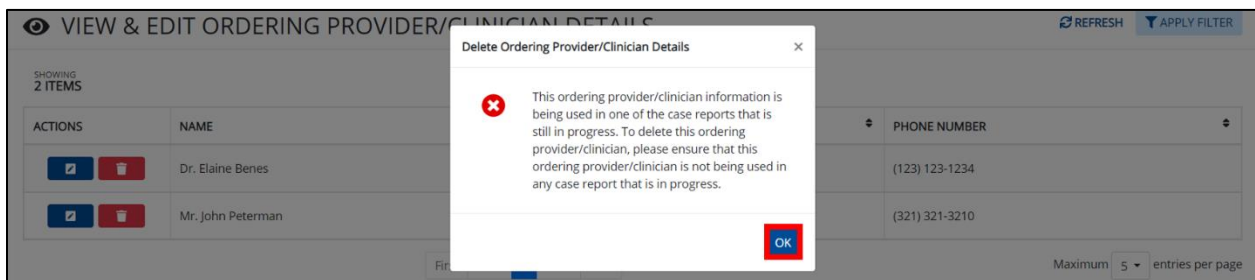 VIEW & EDIT ORDERING PROVIDER/CLINICIAN DETAILS
REFRESH
APPLY FILTER
Delete Ordering Provider/Clinician Details
×
SHOWING
2 ITEMS
This ordering provider/clinician information is
being used in one of the case reports that is
still in progress. To delete this ordering
provider/clinician, please ensure that this
ordering provider/clinician is not being used in
any case report that is in progress.
ACTIONS
NAME
PHONE NUMBER
Dr. Elaine Benes
(123) 123-1234
Mr. John Peterman
(321) 321-3210
OK
Maximum 5 entries per page